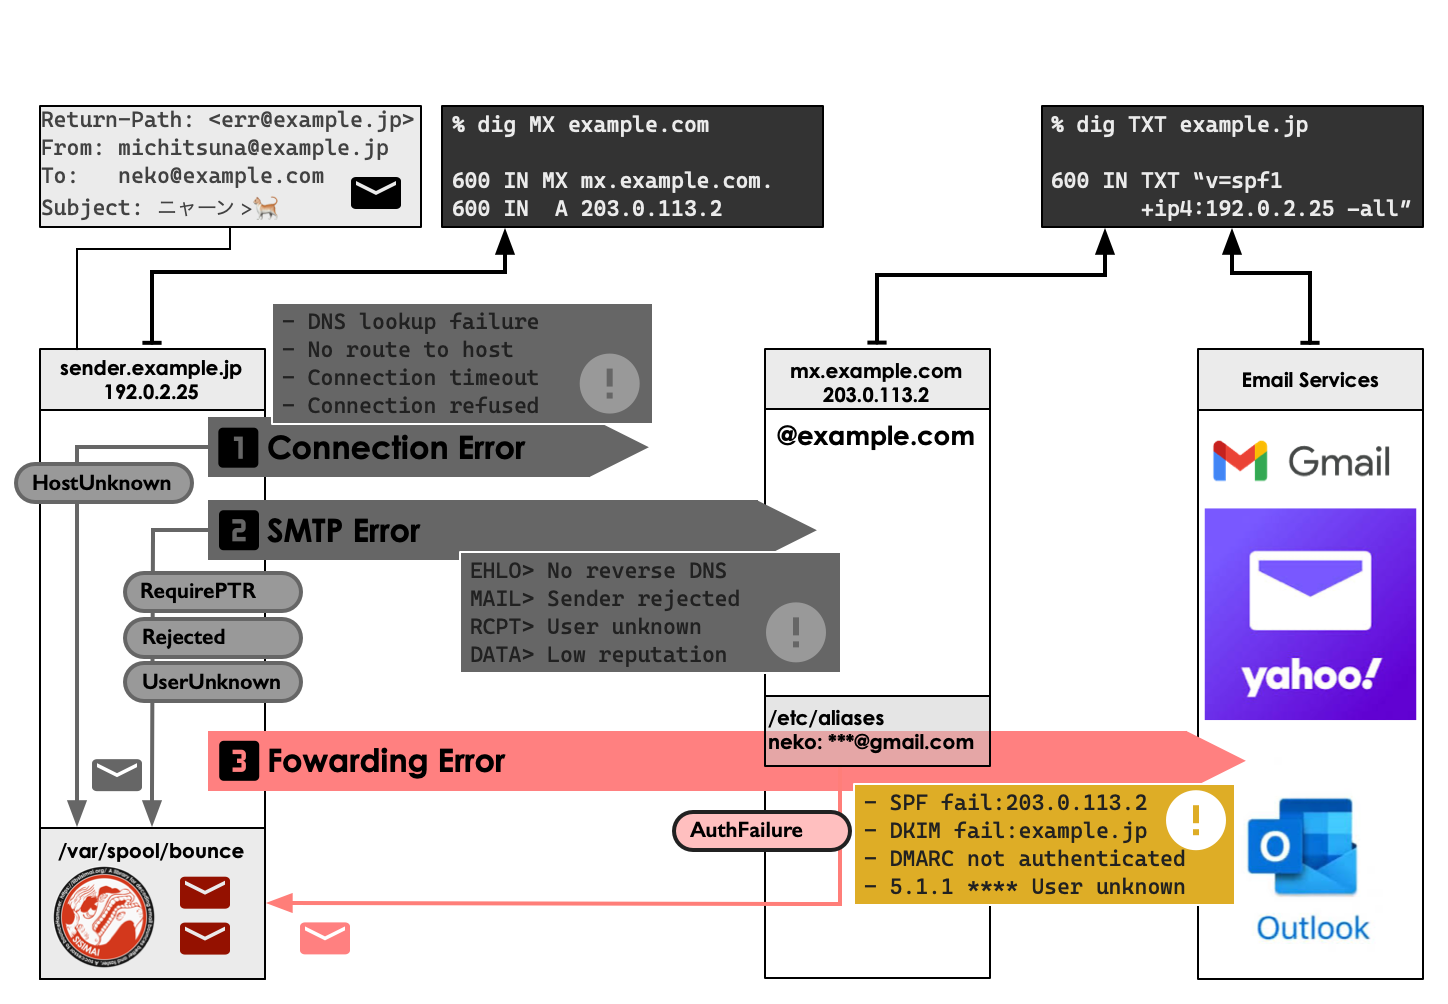 Return-Path: <err@example.jp>
From: michitsuna@example.jp
To:   neko@example.com
Subject: ニャーン >🐈
% dig MX example.com
600 IN MX mx.example.com.
600 IN  A 203.0.113.2
% dig TXT example.jp
600 IN TXT “v=spf1
+ip4:192.0.2.25 -all”
- DNS lookup failure
- No route to host
- Connection timeout
- Connection refused
sender.example.jp
192.0.2.25
mx.example.com
203.0.113.2
Email Services
@example.com
1 Connection Error
HostUnknown
Gmail
2 SMTP Error
EHLO> No reverse DNS
MAIL> Sender rejected
RCPT> User unknown
DATA> Low reputation
RequirePTR
Rejected
UserUnknown
yahoo!
/etc/aliases
neko: ***@gmail.com
3 Fowarding Error
AuthFailure
- SPF fail:203.0.113.2
- DKIM fail:example.jp
- DMARC not authenticated
- 5.1.1 **** User unknown
/var/spool/bounce
SISIMAI
O
Outlook